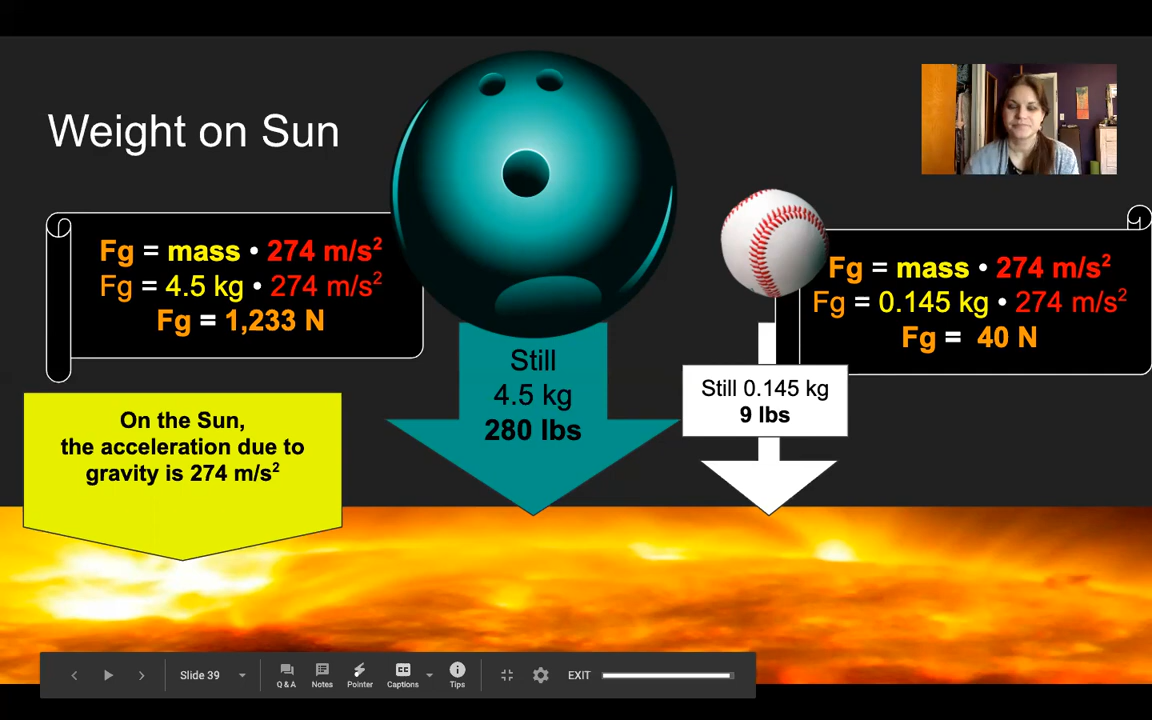 Weight on Sun
Fg = mass • 274 m/s²
Fg = 4.5 kg • 274 m/s²
Fg = 1,233 N
On the Sun,
the acceleration due to
gravity is 274 m/s²
Still
4.5 kg
280 lbs
Fg = mass • 274 m/s²
Fg = 0.145 kg • 274 m/s²
Fg = 40 N
Still 0.145 kg
9 lbs
Slide 39
Q & A
Notes
Pointer
CC
Captions
Tips
EXIT